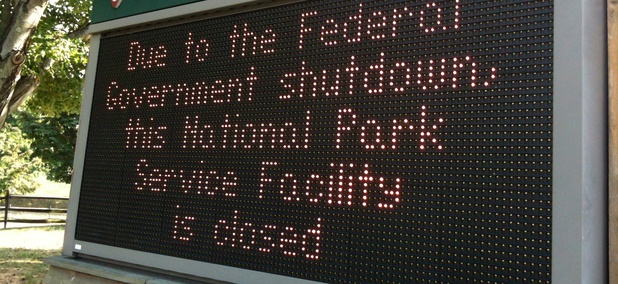 Due to the Federal
Government shutdown,
this National Park
Service Facility
is closed